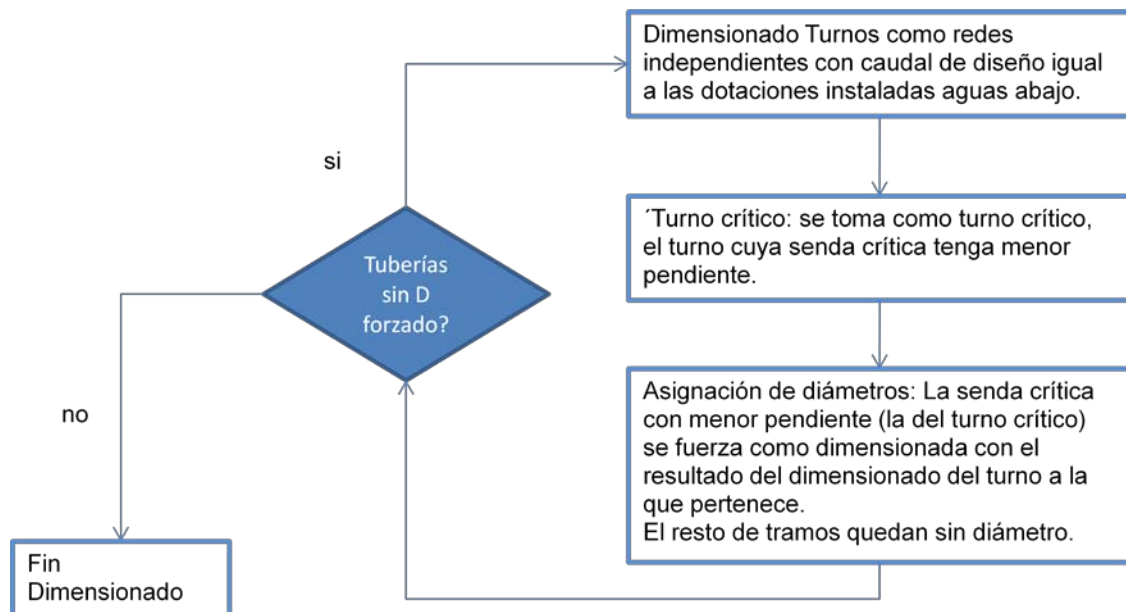 Dimensionado Turnos como redes
independientes con caudal de diseño igual
a las dotaciones instaladas aguas abajo.
si
´Turno crítico: se toma como turno crítico,
el turno cuya senda crítica tenga menor
pendiente.
Tuberías
sin D
forzado?
no
Asignación de diámetros: La senda crítica
con menor pendiente (la del turno crítico)
se fuerza como dimensionada con el
resultado del dimensionado del turno a la
que pertenece.
El resto de tramos quedan sin diámetro.
Fin
Dimensionado